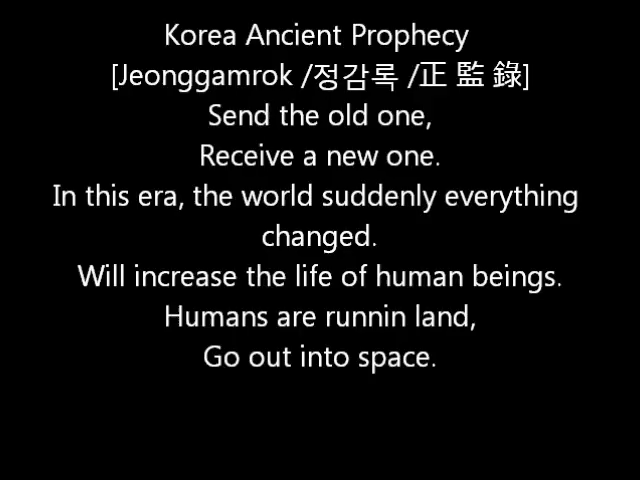 Korea Ancient Prophecy
[Jeonggamrok /정감록 /正 監 錄]
Send the old one,
Receive a new one.
In this era, the world suddenly everything
changed.
Will increase the life of human beings.
Humans are runnin land,
Go out into space.